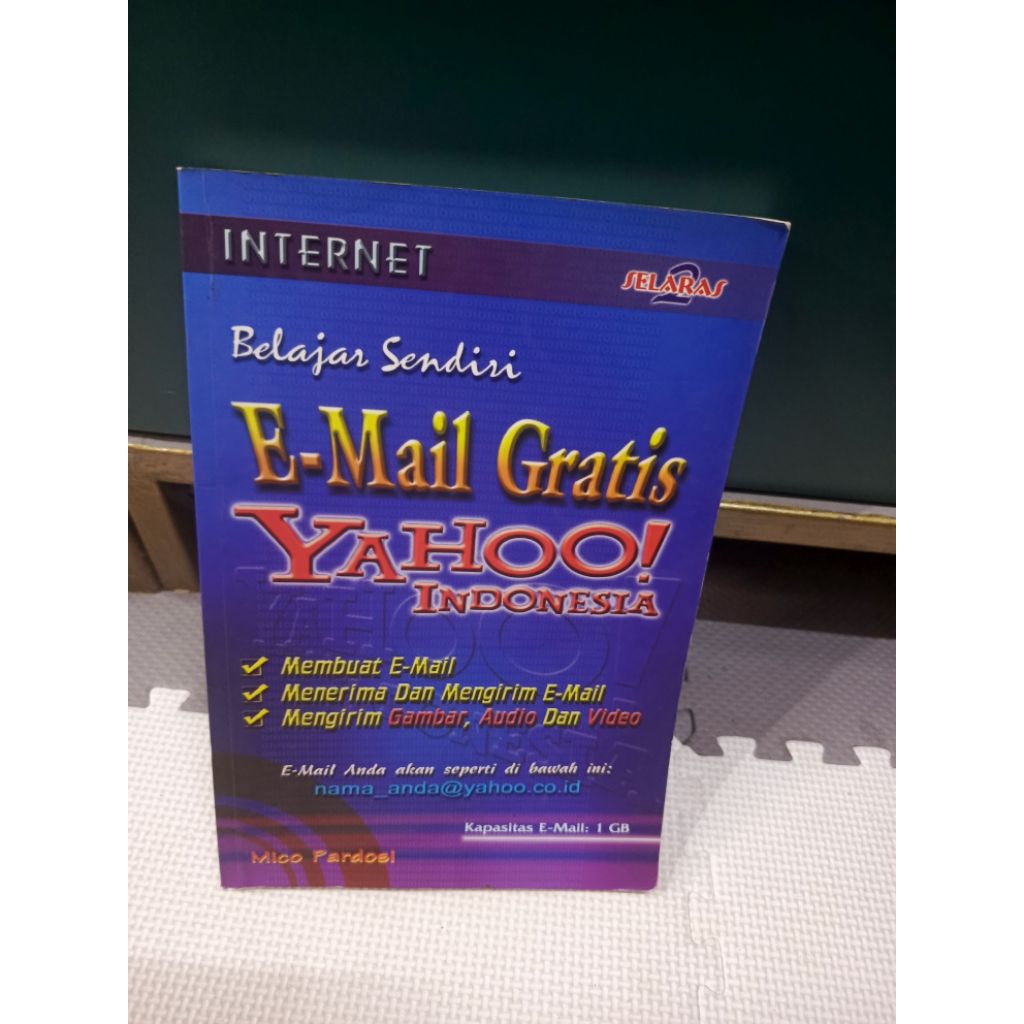 INTERNET
SELARAS 2
Belajar Sendiri
E-Mail Gratis
YAHOO!
INDONESIA
Membuat E-Mail
Menerima Dan Mengirim E-Mail
Mengirim Gambar, Audio Dan Video
E-Mail Anda akan seperti di bawah ini:
nama_anda@yahoo.co.id
Kapasitas E-Mail: 1 GB
Mico Pardosi